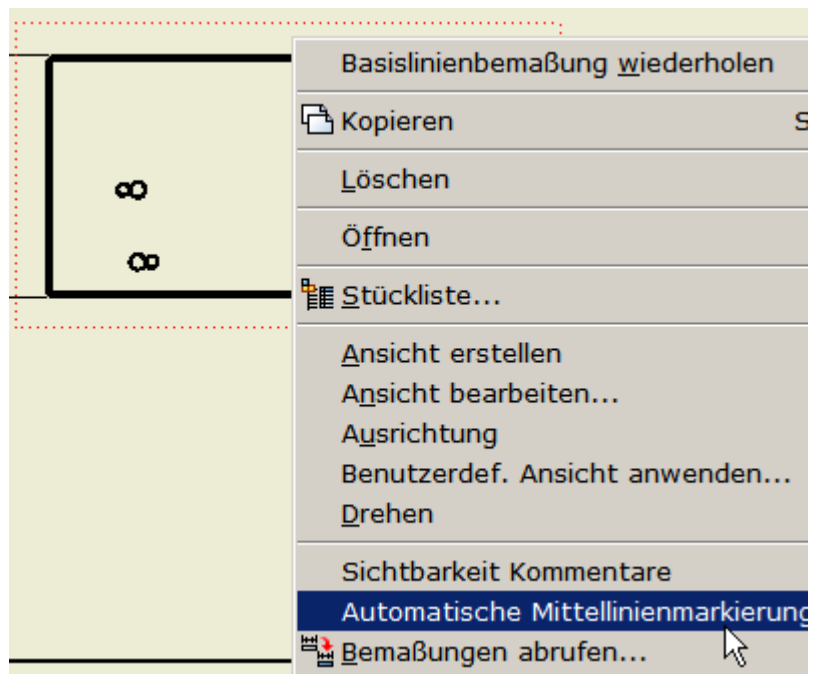 Basislinienbemaßung wiederholen
Kopieren S
Löschen
Öffnen
Stückliste...
Ansicht erstellen
Ansicht bearbeiten...
Ausrichtung
Benutzerdef. Ansicht anwenden...
Drehen
Sichtbarkeit Kommentare
Automatische Mittellinienmarkierung
Bemaßungen abrufen...